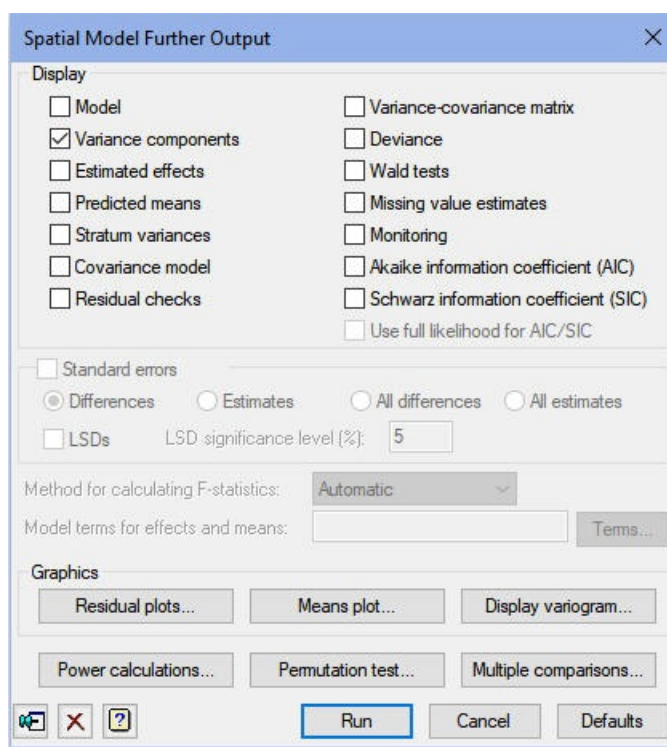 Spatial Model Further Output
Display
Model
Variance components
Estimated effects
Predicted means
Stratum variances
Covariance model
Residual checks
Variance-covariance matrix
Deviance
Wald tests
Missing value estimates
Monitoring
Akaike information coefficient (AIC)
Schwarz information coefficient (SIC)
Use full likelihood for AIC/SIC
Standard errors
Differences Estimates All differences All estimates
LSDs LSD significance level (%): 5
Method for calculating F-statistics: Automatic
Model terms for effects and means: Terms...
Graphics
Residual plots... Means plot... Display variogram...
Power calculations... Permutation test... Multiple comparisons...
? Run Cancel Defaults